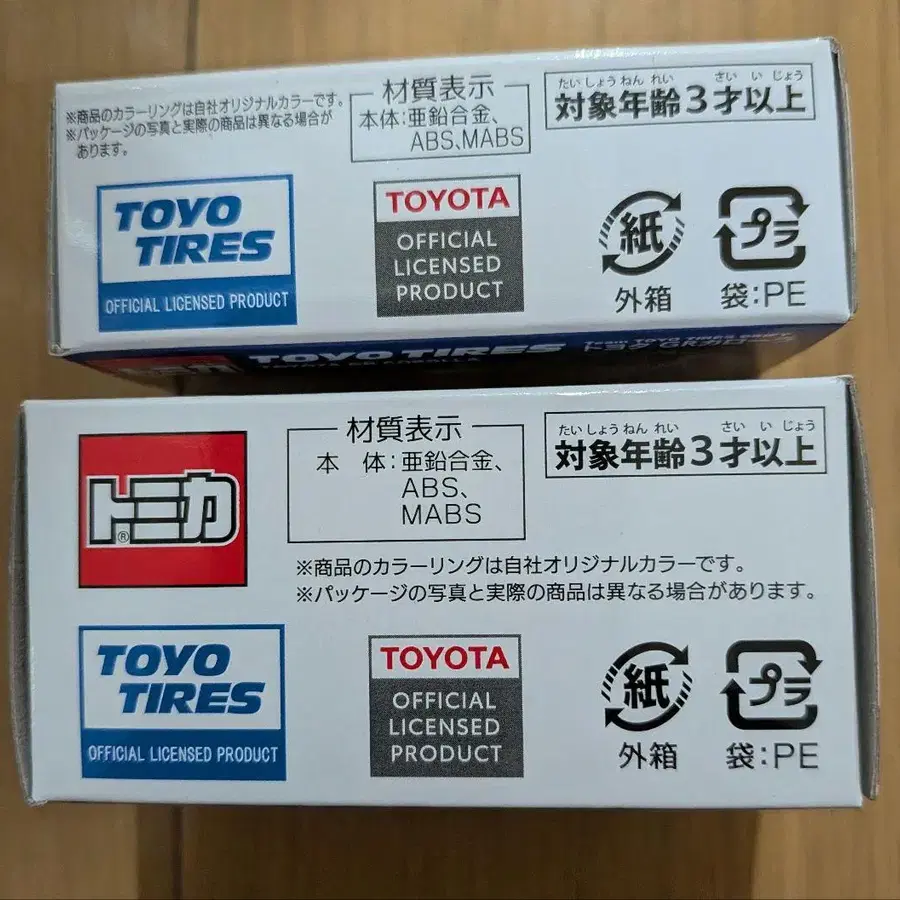 ※商品のカラーリングは自社オリジナルカラーです。
※パッケージの写真と実際の商品は異なる場合が
あります。
材質表示
本体:亜鉛合金、
ABS、MABS
たいしょうねんれい さいいじょう
対象年齢3才以上
TOYO
TIRES
OFFICIAL LICENSED PRODUCT
TOYOTA
OFFICIAL
LICENSED
PRODUCT
紙
外箱
プラ
袋:PE
トミカ
TOYO TIRES
トミカ®
材質表示
本 体:亜鉛合金、
ABS、
MABS
たいしょうねんれい さいいじょう
対象年齢3才以上
※商品のカラーリングは自社オリジナルカラーです。
※パッケージの写真と実際の商品は異なる場合があります。
TOYO
TIRES
OFFICIAL LICENSED PRODUCT
TOYOTA
OFFICIAL
LICENSED
PRODUCT
紙
外箱
プラ
袋:PE